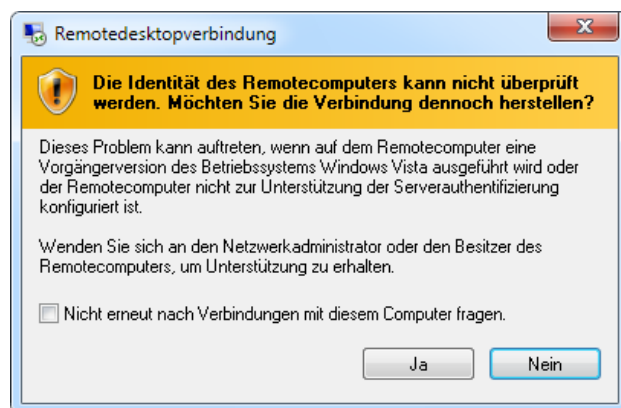 Remotedesktopverbindung
Die Identität des Remotecomputers kann nicht überprüft
werden. Möchten Sie die Verbindung dennoch herstellen?
Dieses Problem kann auftreten, wenn auf dem Remotecomputer eine
Vorgängerversion des Betriebssystems Windows Vista ausgeführt wird oder
der Remotecomputer nicht zur Unterstützung der Serverauthentifizierung
konfiguriert ist.
Wenden Sie sich an den Netzwerkadministrator oder den Besitzer des
Remotecomputers, um Unterstützung zu erhalten.
Nicht erneut nach Verbindungen mit diesem Computer fragen.
Ja Nein